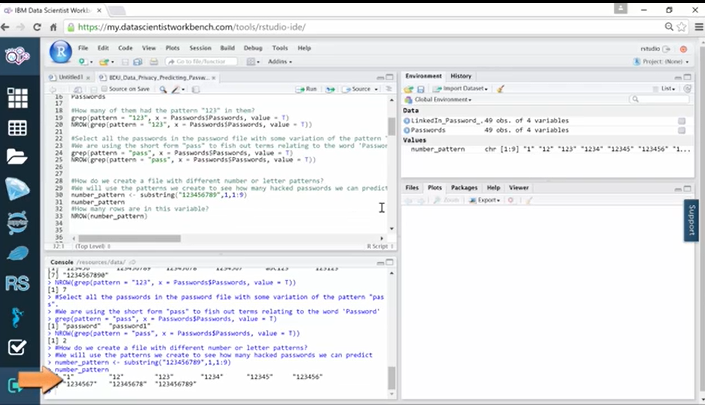 IBM Data Scientist Workb
https://my.datascientistworkbench.com/tools/rstudio-ide/
File Edit Code View Plots Session Build Debug Tools Help
rstudio
Go to file/function
Addins
Project: (None)
Untitled1
BDU_Data_Privacy_Predicting_Passw...
Source on Save
Run
Source
16 Passwords
17
18 #How many of them had the pattern "123" in them?
19 grep(pattern = "123", x = Passwords$Passwords, value = T)
20 NROW(grep(pattern = "123", x = Passwords$Passwords, value = T))
21
22 #Select all the passwords in the password file with some variation of the pattern "
23 #We are using the short form "pass" to fish out terms relating to the word 'Passwor
24 grep(pattern = "pass", x = Passwords$Passwords, value = T)
25 NROW(grep(pattern = "pass", x = Passwords$Passwords, value = T))
26
27
28 #How do we create a file with different number or letter patterns?
29 #We will use the patterns we create to see how many hacked passwords we can predict
30 number_pattern <- substring("123456789",1,1:9)
31 number_pattern
32 #How many rows are in this variable?
33 NROW(number_pattern)
34
35
36
32:1 (Top Level)
R Script
Console /resources/data/
[7] "1234567890"
> NROW(grep(pattern = "123", x = Passwords$Passwords, value = T))
[1] 7
> #Select all the passwords in the password file with some variation of the pattern "pas
s".
> #We are using the short form "pass" to fish out terms relating to the word 'Password'
> grep(pattern = "pass", x = Passwords$Passwords, value = T)
[1] "password" "password1"
> NROW(grep(pattern = "pass", x = Passwords$Passwords, value = T))
[1] 2
> #How do we create a file with different number or letter patterns?
> #We will use the patterns we create to see how many hacked passwords we can predict
> number_pattern <- substring("123456789",1,1:9)
> number_pattern
"1" "12" "123" "1234" "12345" "123456"
"1234567" "12345678" "123456789"
Environment History
Import Dataset
List
Global Environment
Data
LinkedIn_Password_. 49 obs. of 4 variables
Passwords 49 obs. of 4 variables
Values
number_pattern chr [1:9] "1" "12" "123" "1234" "12345" "123456" "1...
Files Plots Packages Help Viewer
Zoom Export
Support
RS